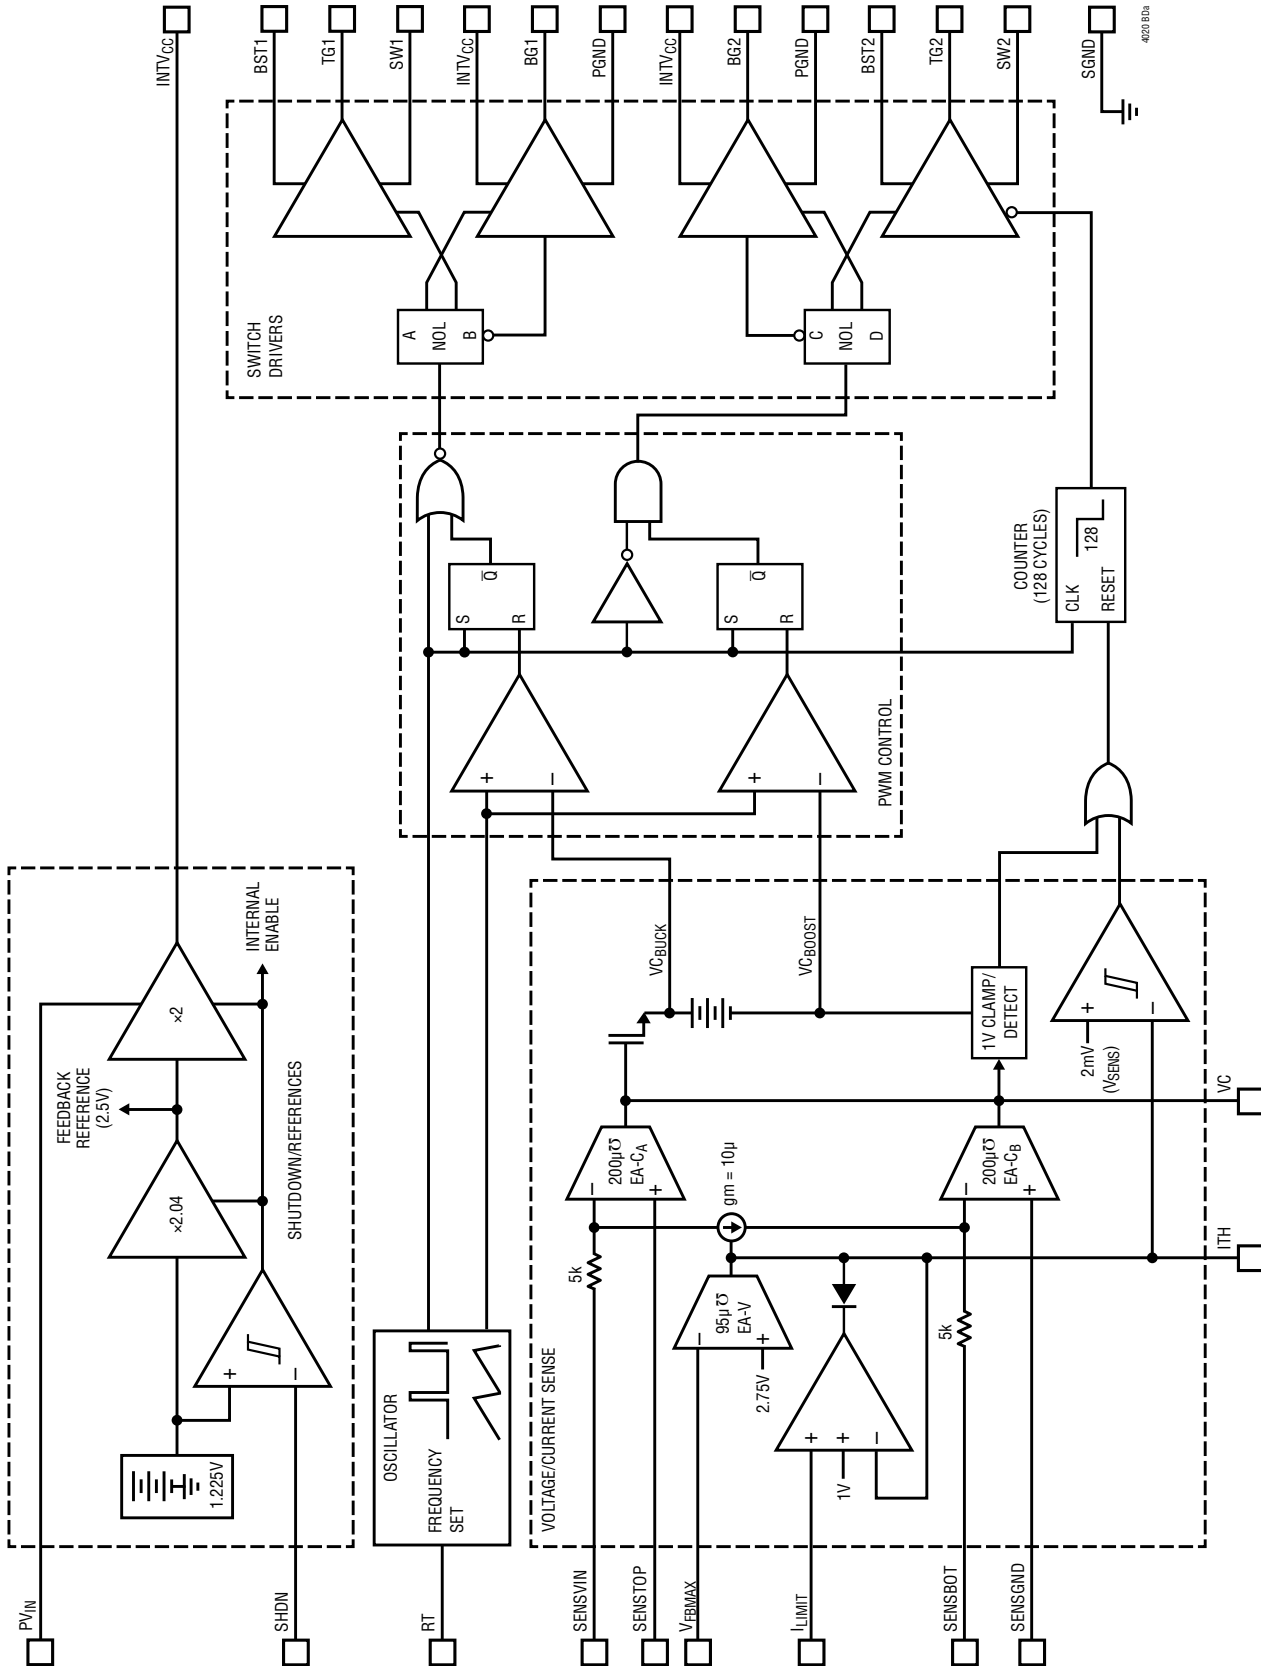 INTVCC
BST1
TG1
SW1
INTVCC
BG1
PGND
INTVCC
BG2
PGND
BST2
TG2
SW2
SGND
4020 BDa
SWITCH
DRIVERS
A
NOL
B
C
NOL
D
PWM CONTROL
S
R
Q̅
S
R
Q̅
+
–
+
–
COUNTER
(128 CYCLES)
CLK
RESET
128
SHUTDOWN/REFERENCES
INTERNAL
ENABLE
×2
FEEDBACK
REFERENCE
(2.5V)
×2.04
+
–
1.225V
PVIN
SHDN
OSCILLATOR
FREQUENCY
SET
RT
VOLTAGE/CURRENT SENSE
VCBUCK
VCBOOST
1V CLAMP/
DETECT
+
–
2mV
(VSENS)
VC
200µ℧
EA-CA
–
+
gm = 10µ
200µ℧
EA-CB
–
+
ITH
5k
95µ℧
EA-V
–
+
2.75V
5k
+
+
–
1V
SENSVIN
SENSTOP
VFBMAX
ILIMIT
SENSBOT
SENSGND